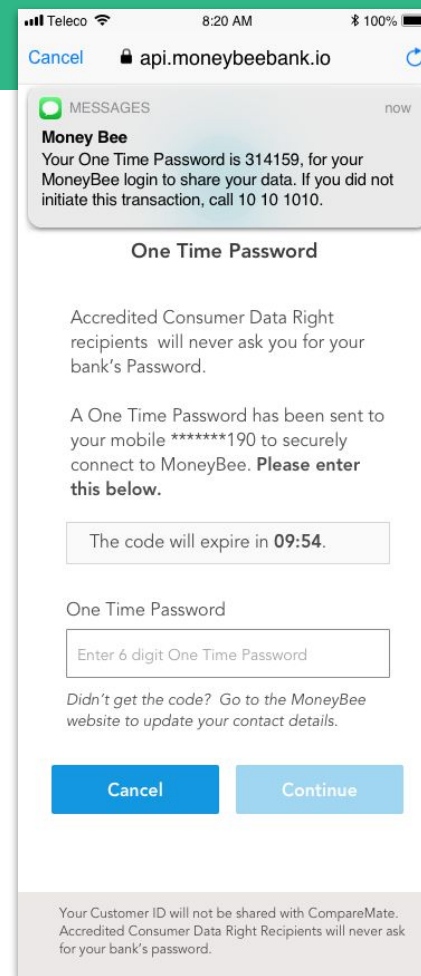 Teleco 8:20 AM 100%
Cancel api.moneybeebank.io
MESSAGES now
Money Bee
Your One Time Password is 314159, for your
MoneyBee login to share your data. If you did not
initiate this transaction, call 10 10 1010.
One Time Password
Accredited Consumer Data Right
recipients will never ask you for your
bank's Password.
A One Time Password has been sent to
your mobile *******190 to securely
connect to MoneyBee. Please enter
this below.
The code will expire in 09:54.
One Time Password
Enter 6 digit One Time Password
Didn't get the code? Go to the MoneyBee
website to update your contact details.
Cancel Continue
Your Customer ID will not be shared with CompareMate.
Accredited Consumer Data Right Recipients will never ask
for your bank's password.